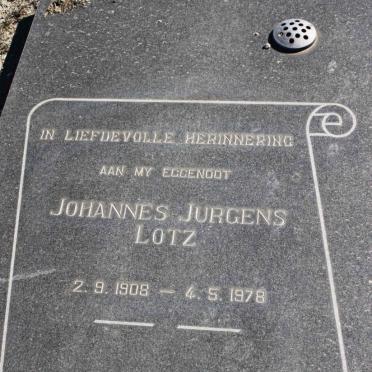 IN LIEFDEVOLLE HERINNERING
AAN MY EGGENOOT
JOHANNES JURGENS
LOTZ
2.9.1908 – 4.5.1978